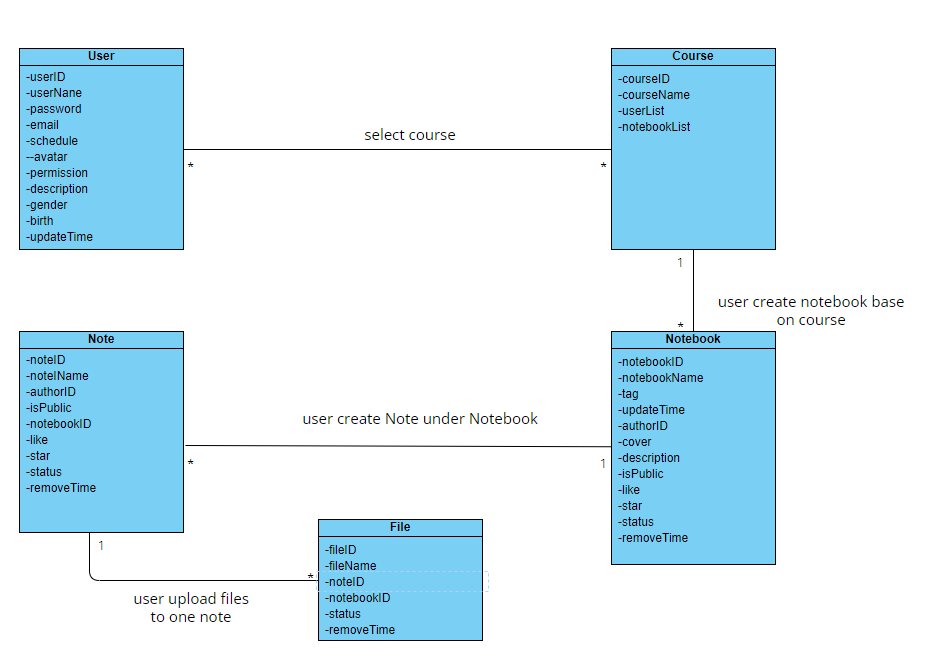 User
-userID
-userNane
-password
-email
-schedule
--avatar
-permission
-description
-gender
-birth
-updateTime
select course
*
*
Course
-courseID
-courseName
-userList
-notebookList
1
*
user create notebook base
on course
Note
-noteID
-noteIName
-authorID
-isPublic
-notebookID
-like
-star
-status
-removeTime
user create Note under Notebook
*
1
Notebook
-notebookID
-notebookName
-tag
-updateTime
-authorID
-cover
-description
-isPublic
-like
-star
-status
-removeTime
1
*
user upload files
to one note
File
-fileID
-fileName
-noteID
-notebookID
-status
-removeTime